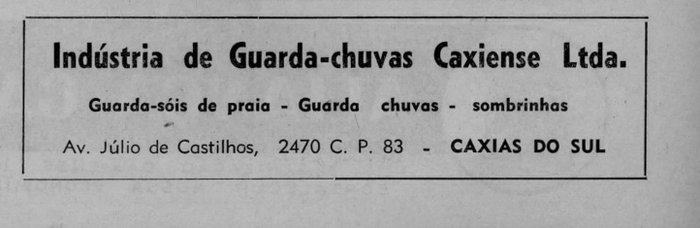 Indústria de Guarda-chuvas Caxiense Ltda.
Guarda-sóis de praia - Guarda chuvas - sombrinhas
Av. Júlio de Castilhos, 2470 C. P. 83 - CAXIAS DO SUL